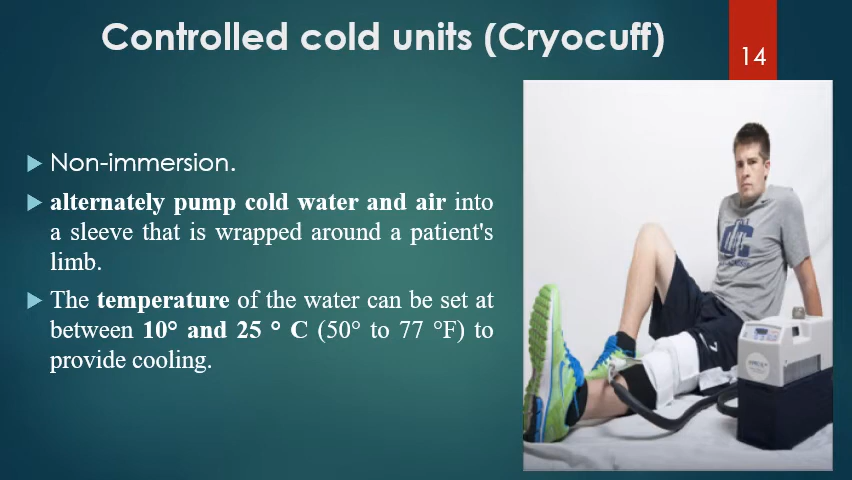 Controlled cold units (Cryocuff)
14
Non-immersion.
alternately pump cold water and air into
a sleeve that is wrapped around a patient's
limb.
The temperature of the water can be set at
between 10° and 25 ° C (50° to 77 °F) to
provide cooling.